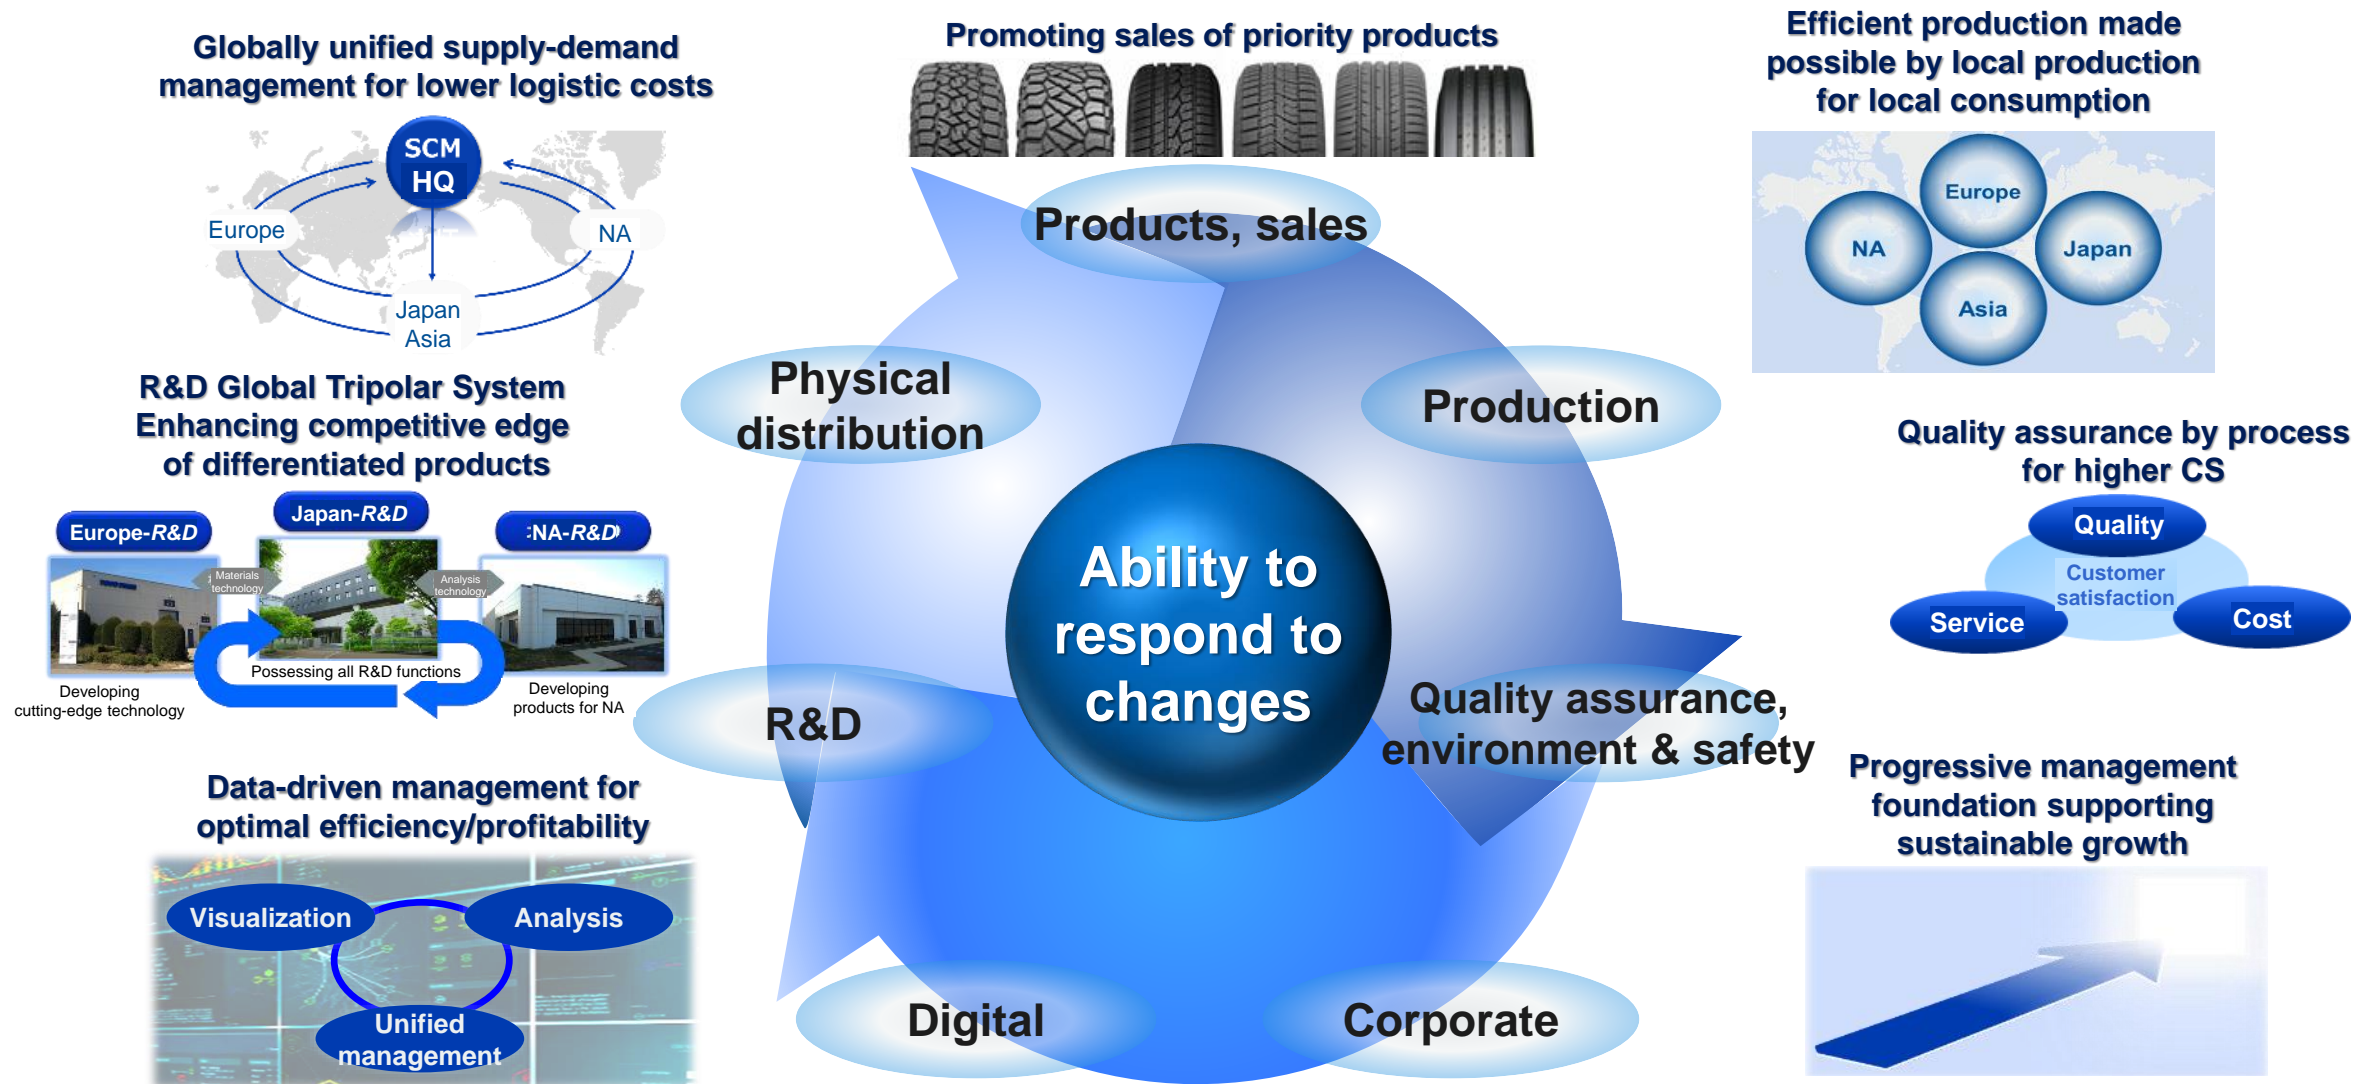 Globally unified supply-demand
management for lower logistic costs
SCM
HQ
Europe
NA
Japan
Asia
R&D Global Tripolar System
Enhancing competitive edge
of differentiated products
Europe-R&D
Japan-R&D
NA-R&D
Materials
technology
Analysis
technology
Possessing all R&D functions
Developing
cutting-edge technology
Developing
products for NA
Data-driven management for
optimal efficiency/profitability
Visualization
Analysis
Unified
management
Promoting sales of priority products
Products, sales
Physical
distribution
Production
Ability to
respond to
changes
R&D
Quality assurance,
environment & safety
Digital
Corporate
Efficient production made
possible by local production
for local consumption
Europe
NA
Japan
Asia
Quality assurance by process
for higher CS
Quality
Customer
satisfaction
Service
Cost
Progressive management
foundation supporting
sustainable growth